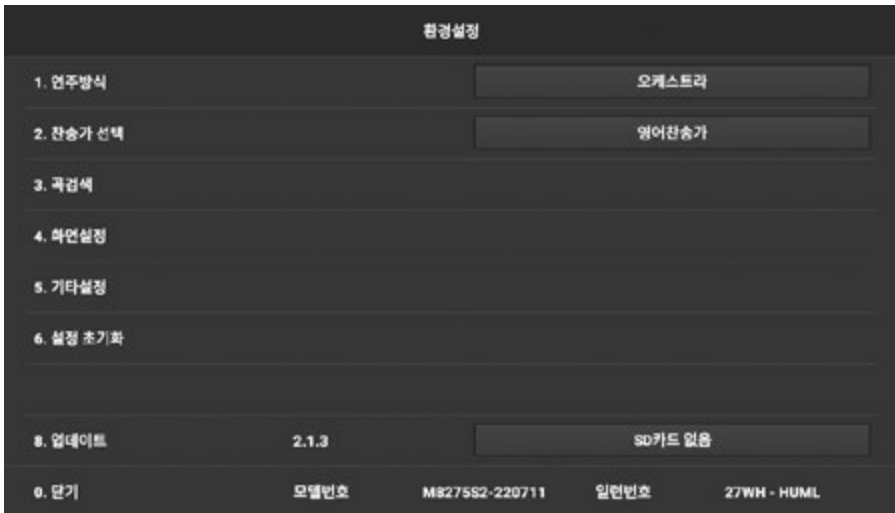 환경설정
1. 연주방식 오케스트라
2. 찬송가 선택 영어찬송가
3. 곡검색
4. 화면설정
5. 기타설정
6. 설정 초기화
8. 업데이트 2.1.3 SD카드 없음
0. 닫기 모델번호 M8275S2-220711 일련번호 27WH - HUML